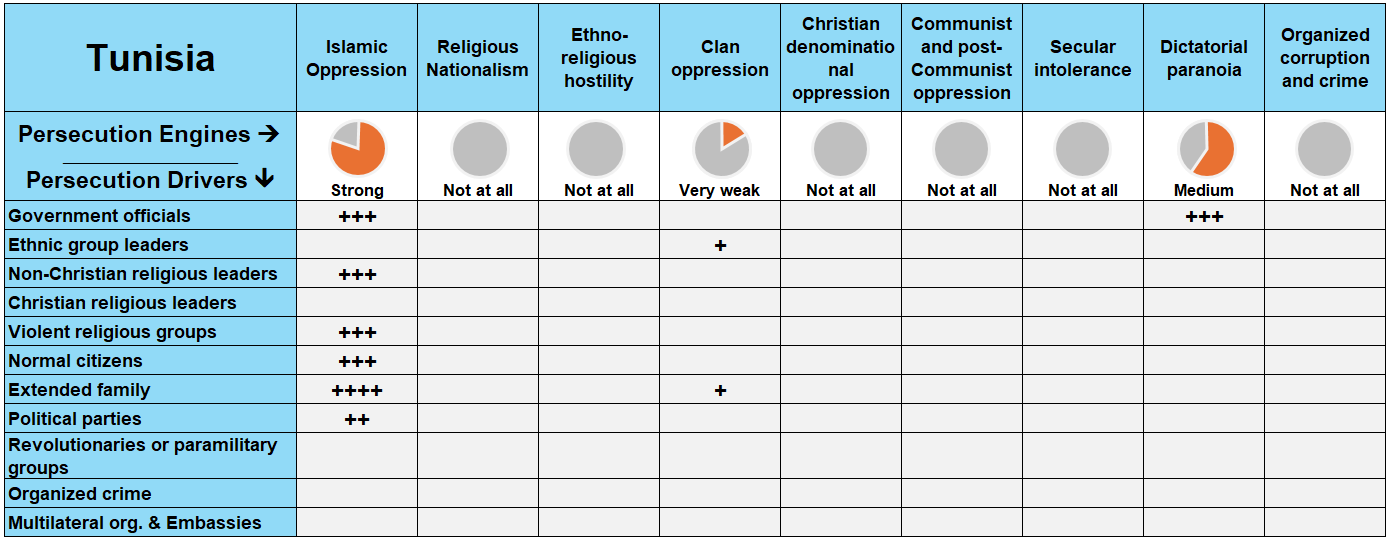 Tunisia
Islamic
Oppression
Religious
Nationalism
Ethno-
religious
hostility
Clan
oppression
Christian
denominatio
nal
oppression
Communist
and post-
Communist
oppression
Secular
intolerance
Dictatorial
paranoia
Organized
corruption
and crime
Persecution Engines →
Persecution Drivers ↓
Strong
Not at all
Not at all
Very weak
Not at all
Not at all
Not at all
Medium
Not at all
Government officials +++ +++
Ethnic group leaders +
Non-Christian religious leaders +++
Christian religious leaders
Violent religious groups +++
Normal citizens +++
Extended family ++++ +
Political parties ++
Revolutionaries or paramilitary
groups
Organized crime
Multilateral org. & Embassies